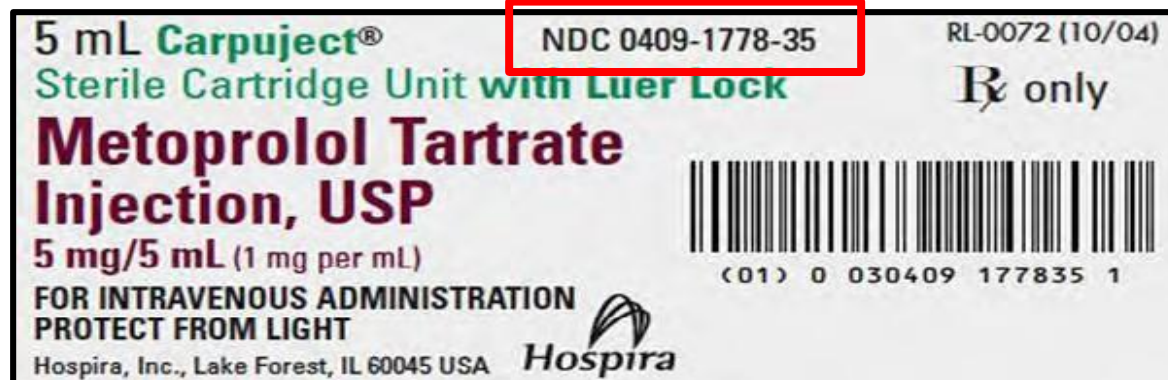 5 mL Carpuject® NDC 0409-1778-35 RL-0072 (10/04)
Sterile Cartridge Unit with Luer Lock Rx only
Metoprolol Tartrate
Injection, USP
5 mg/5 mL (1 mg per mL)
(01) 0 030409 177835 1
FOR INTRAVENOUS ADMINISTRATION
PROTECT FROM LIGHT
Hospira, Inc., Lake Forest, IL 60045 USA Hospira